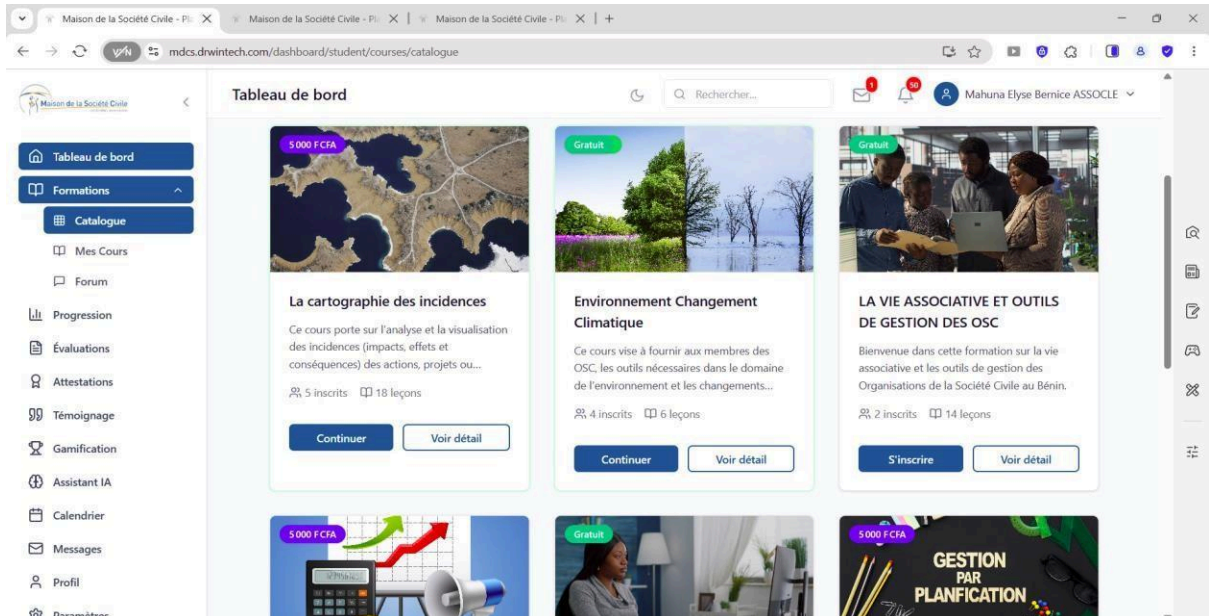 Maison de la Société Civile - Pl
Maison de la Société Civile - Pl
Maison de la Société Civile - Pl
VPN
mdcs.drwintech.com/dashboard/student/courses/catalogue
Maison de la Société Civile
Tableau de bord
Rechercher...
1
50
Mahuna Elyse Bernice ASSOCLE
Tableau de bord
Formations
Catalogue
Mes Cours
Forum
Progression
Évaluations
Attestations
Témoignage
Gamification
Assistant IA
Calendrier
Messages
Profil
Paramètres
5 000 FCFA
La cartographie des incidences
Ce cours porte sur l'analyse et la visualisation
des incidences (impacts, effets et
conséquences) des actions, projets ou...
5 inscrits 18 leçons
Continuer Voir détail
Gratuit
Environnement Changement
Climatique
Ce cours vise à fournir aux membres des
OSC, les outils nécessaires dans le domaine
de l'environnement et les changements...
4 inscrits 6 leçons
Continuer Voir détail
Gratuit
LA VIE ASSOCIATIVE ET OUTILS
DE GESTION DES OSC
Bienvenue dans cette formation sur la vie
associative et les outils de gestion des
Organisations de la Société Civile au Bénin.
2 inscrits 14 leçons
S'inscrire Voir détail
5 000 FCFA
Gratuit
5 000 FCFA
GESTION
PAR
PLANFICATION